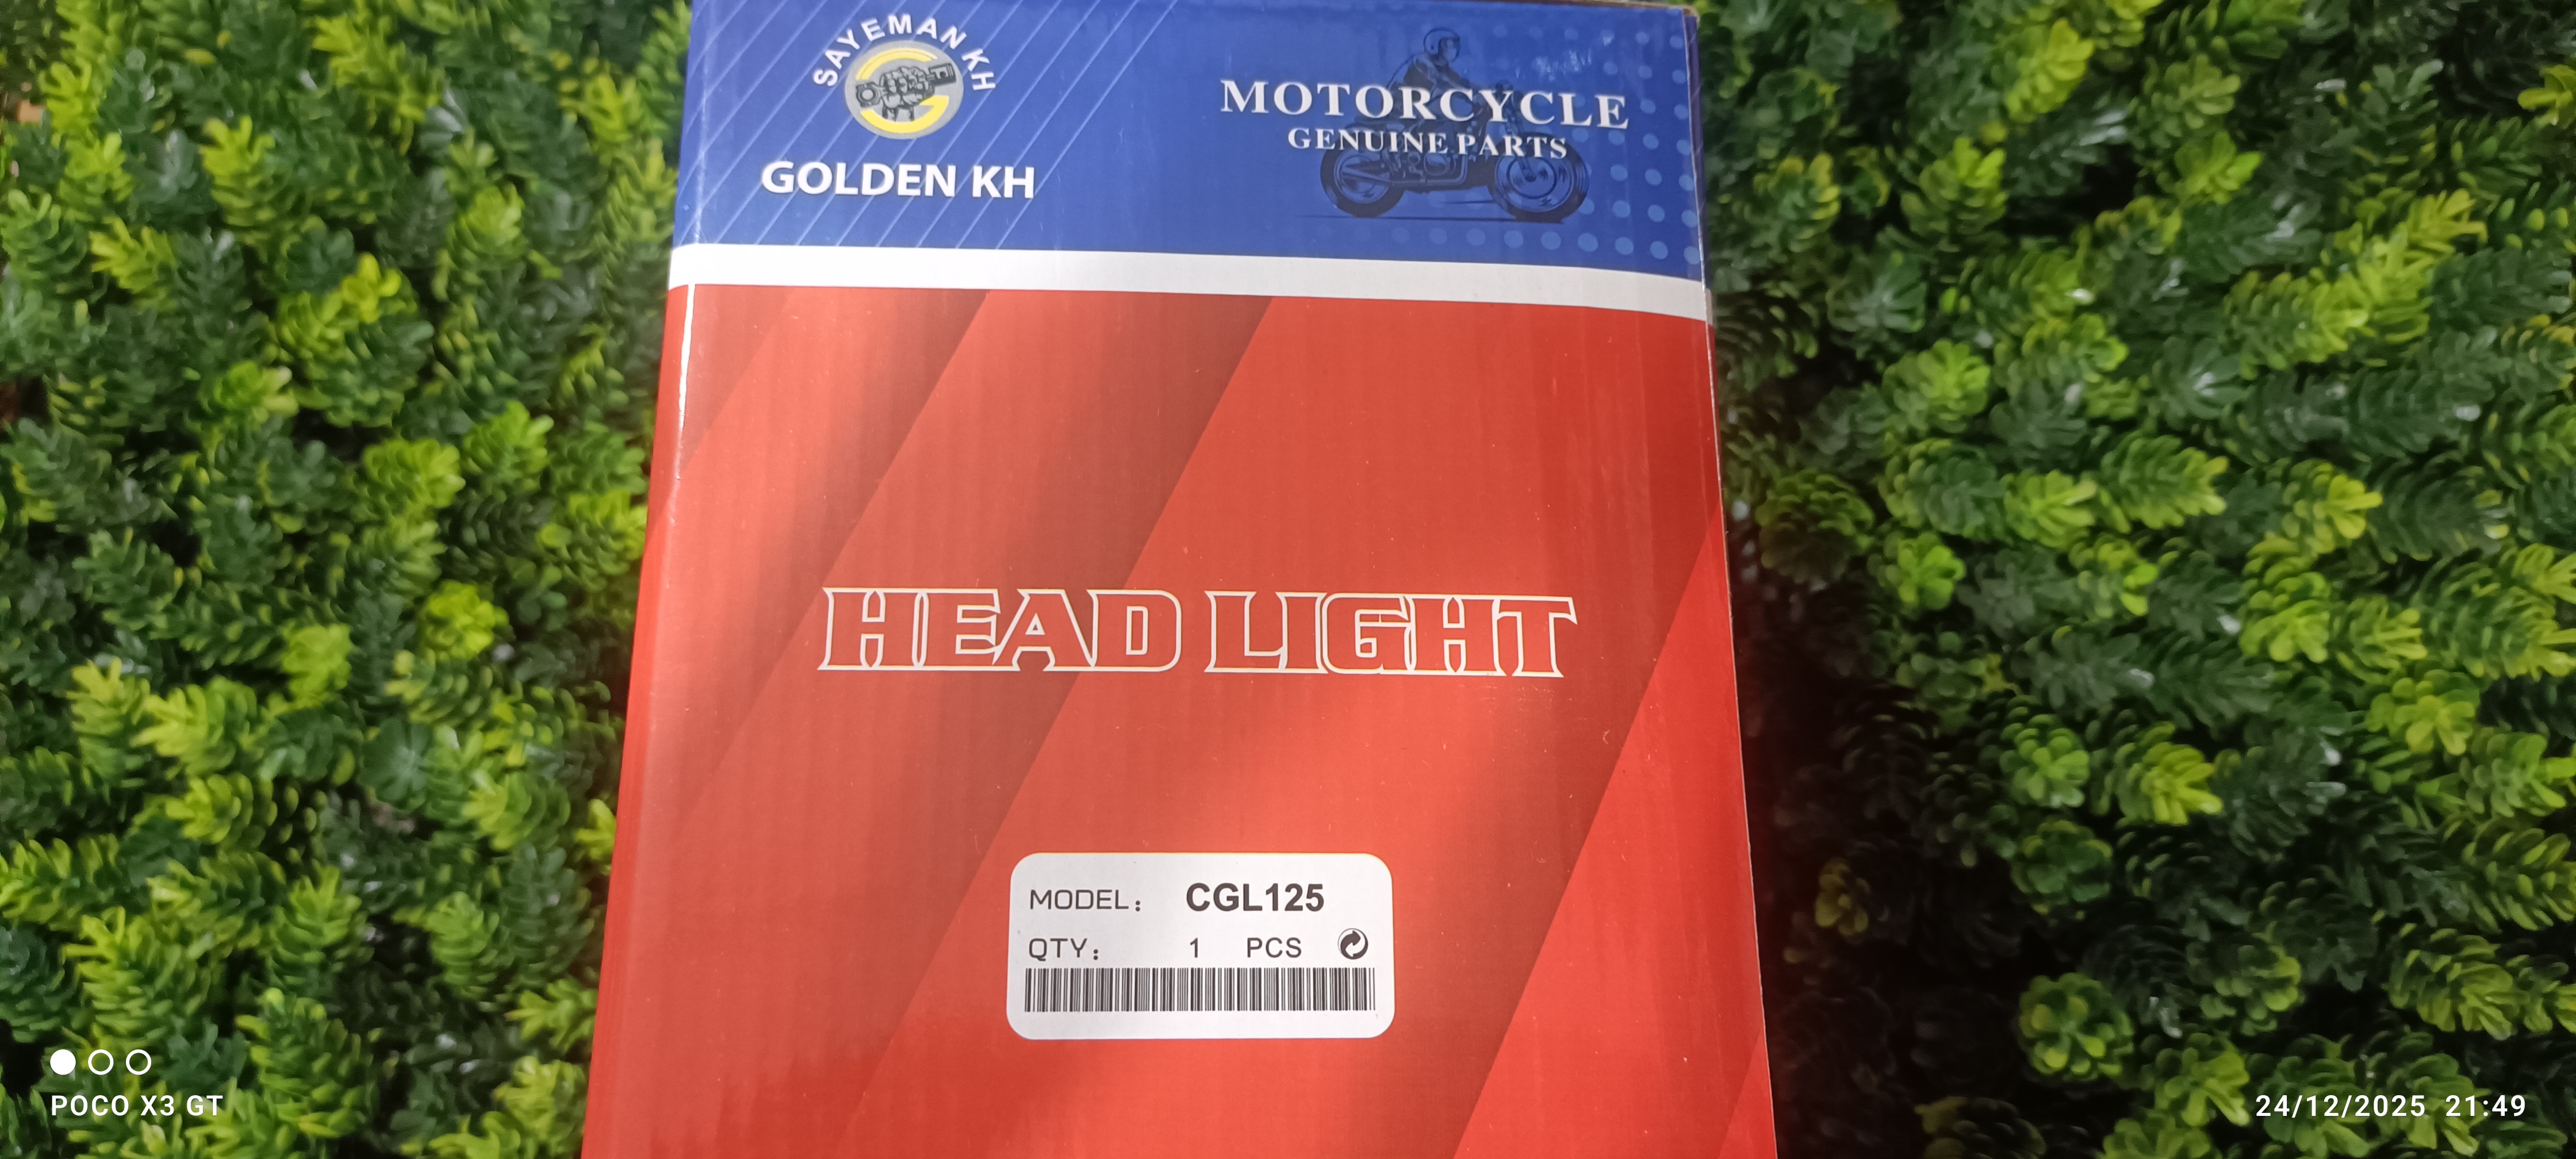 SAYEMAN KH
GOLDEN KH
MOTORCYCLE
GENUINE PARTS
HEAD LIGHT
MODEL: CGL125
QTY: 1 PCS
POCO X3 GT
24/12/2025 21:49